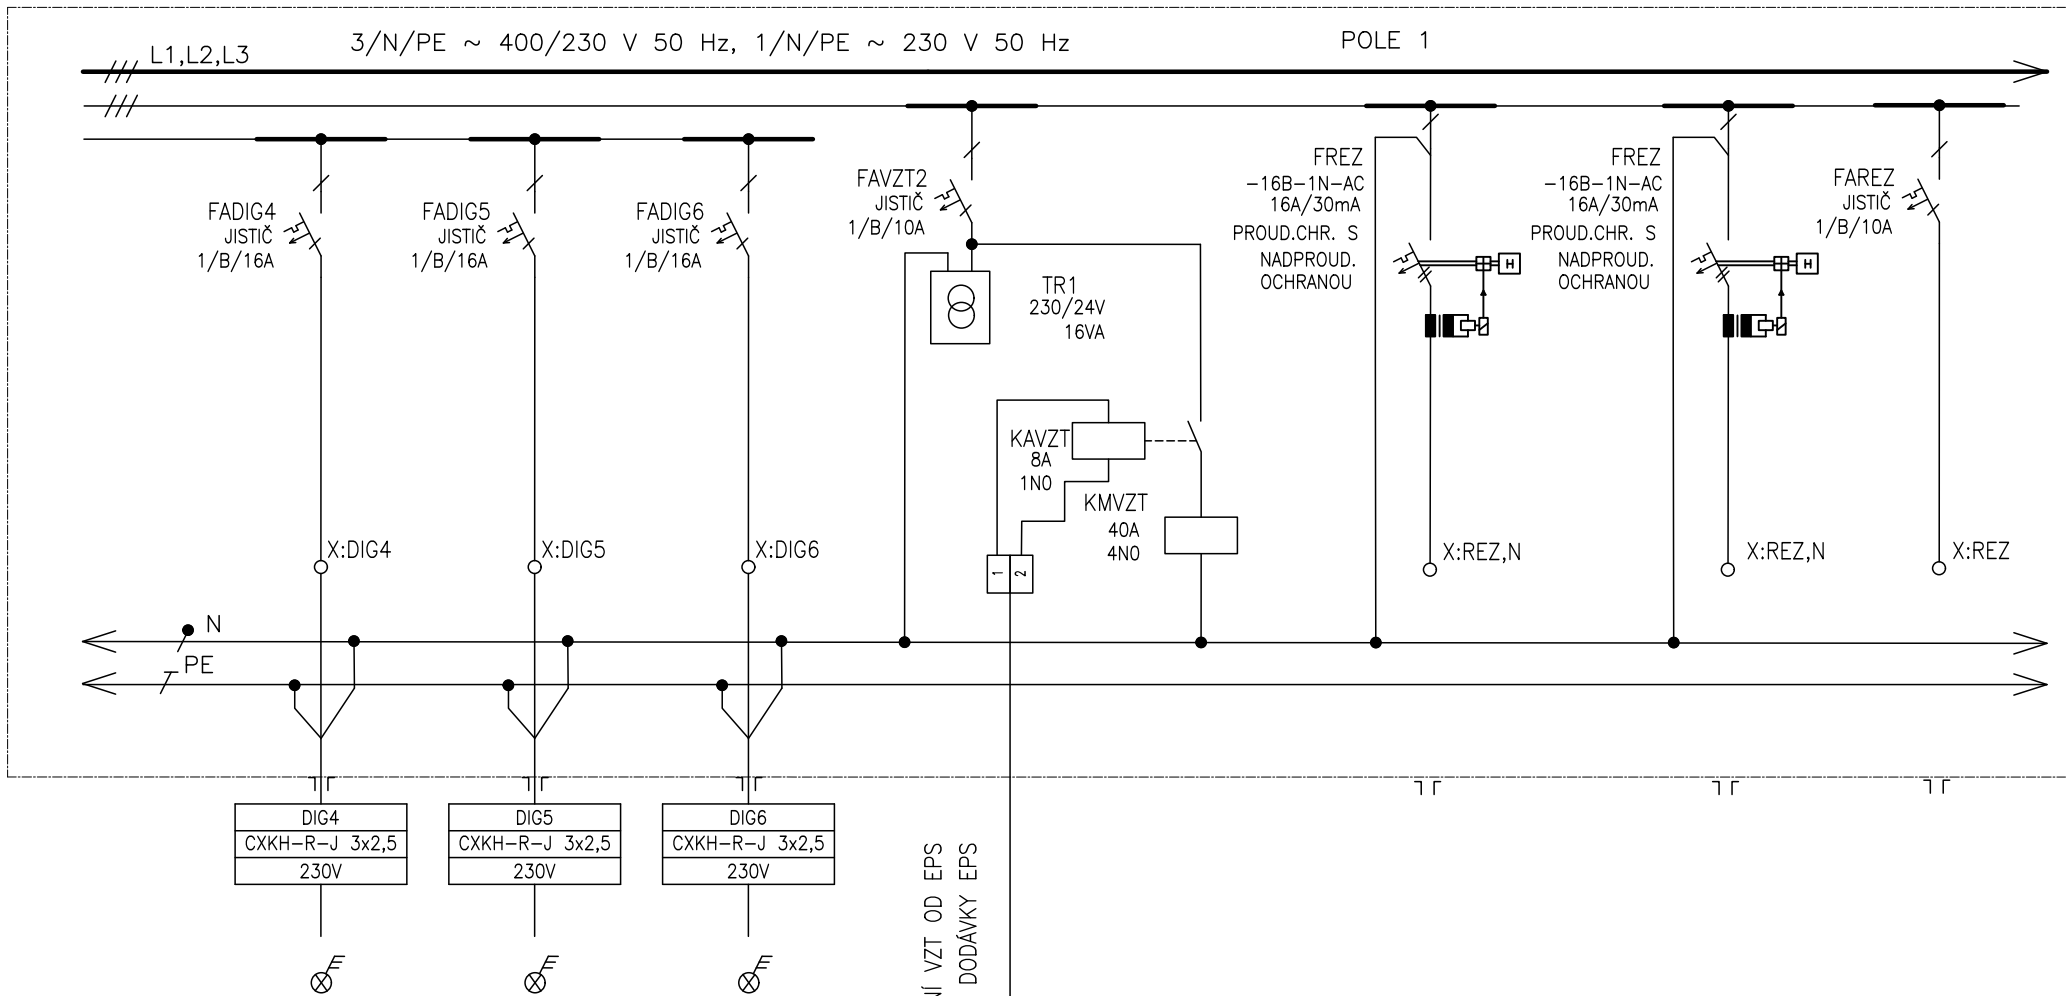 3/N/PE ~ 400/230 V 50 Hz, 1/N/PE ~ 230 V 50 Hz
POLE 1
L1,L2,L3
FADIG4
JISTIČ
1/B/16A
FADIG5
JISTIČ
1/B/16A
FADIG6
JISTIČ
1/B/16A
FAVZT2
JISTIČ
1/B/10A
TR1
230/24V
16VA
FREZ
-16B-1N-AC
16A/30mA
PROUD.CHR. S
NADPROUD.
OCHRANOU
H
FREZ
-16B-1N-AC
16A/30mA
PROUD.CHR. S
NADPROUD.
OCHRANOU
H
FAREZ
JISTIČ
1/B/10A
KAVZT
8A
1NO
KMVZT
40A
4NO
1
2
X:DIG4
X:DIG5
X:DIG6
X:REZ,N
X:REZ,N
X:REZ
N
PE
DIG4
CXKH-R-J 3x2,5
230V
DIG5
CXKH-R-J 3x2,5
230V
DIG6
CXKH-R-J 3x2,5
230V
VZT OD EPS
DODÁVKY EPS